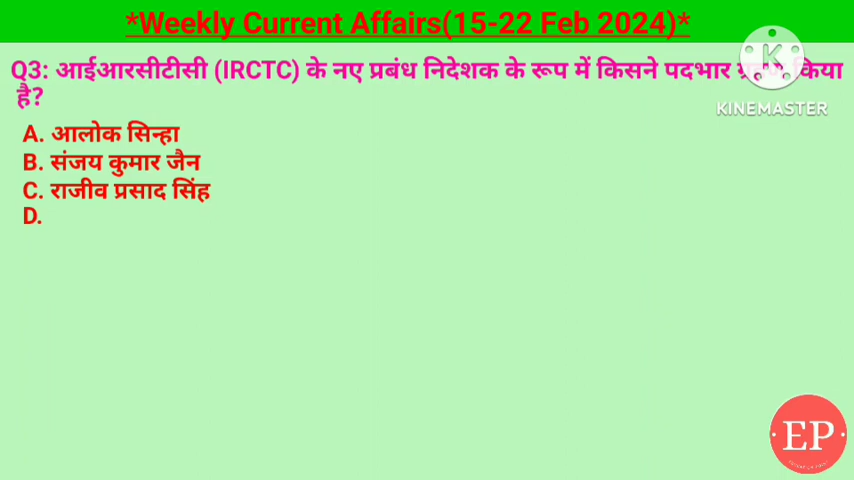 *Weekly Current Affairs(15-22 Feb 2024)*
Q3: आईआरसीटीसी (IRCTC) के नए प्रबंध निदेशक के रूप में किसने पदभार ग्रहण किया
है?
K
KINEMASTER
A. आलोक सिन्हा
B. संजय कुमार जैन
C. राजीव प्रसाद सिंह
D.
EP